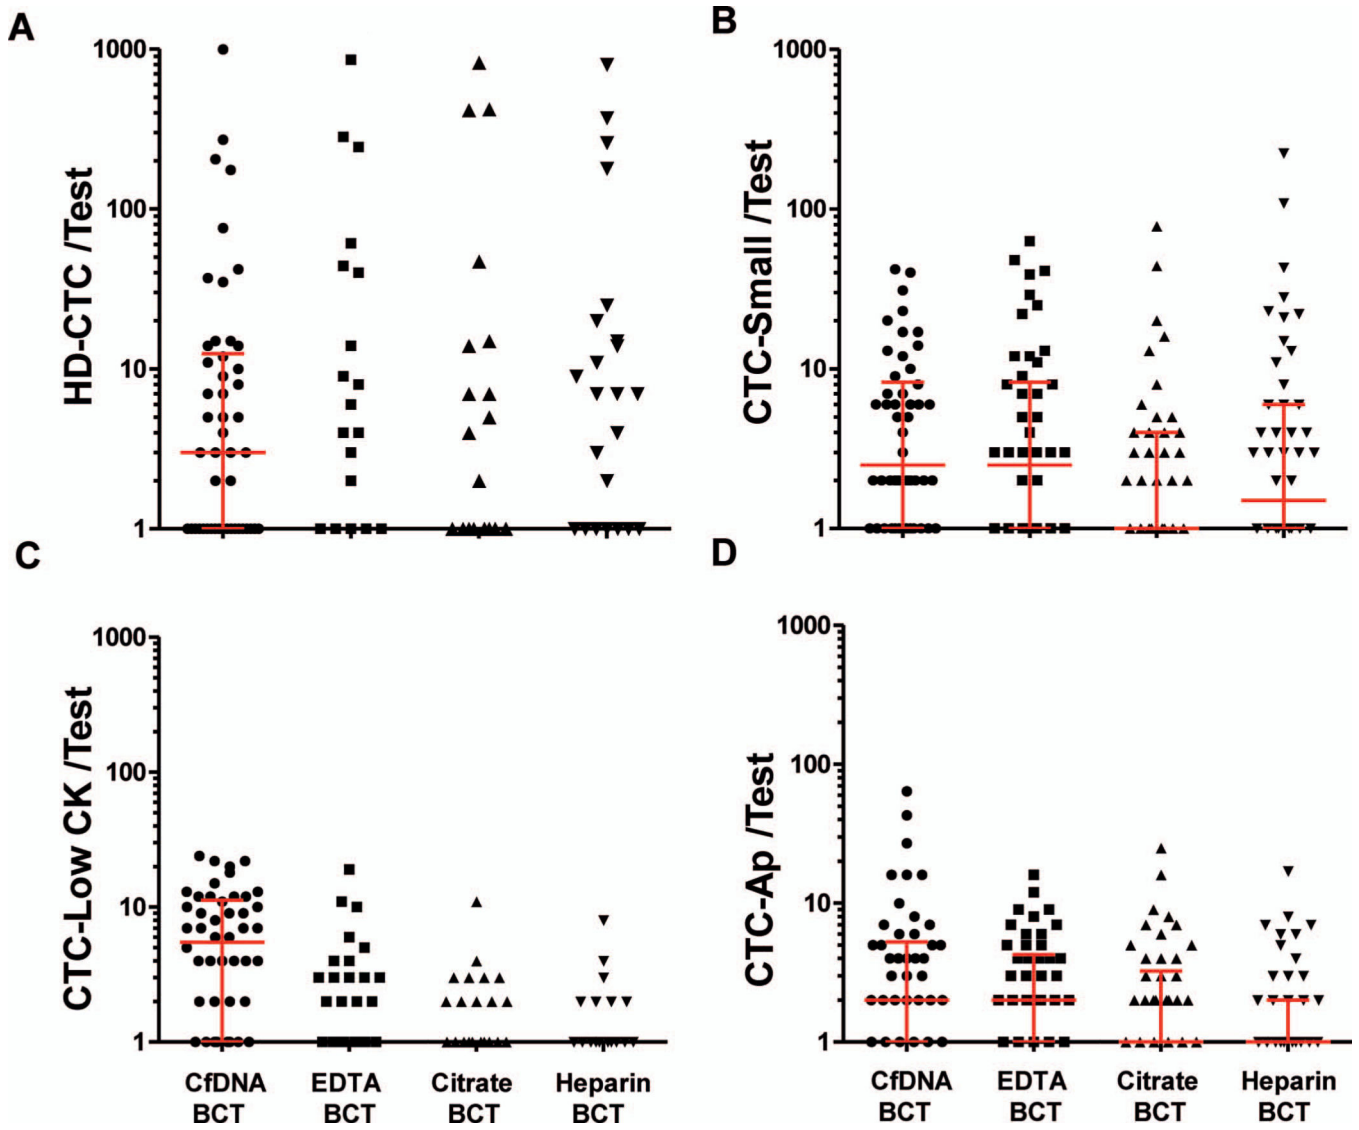 A
HD-CTC /Test
1000
100
10
1
B
CTC-Small /Test
1000
100
10
1
C
CTC-Low CK /Test
1000
100
10
1
CfDNA
BCT
EDTA
BCT
Citrate
BCT
Heparin
BCT
D
CTC-Ap /Test
1000
100
10
1
CfDNA
BCT
EDTA
BCT
Citrate
BCT
Heparin
BCT